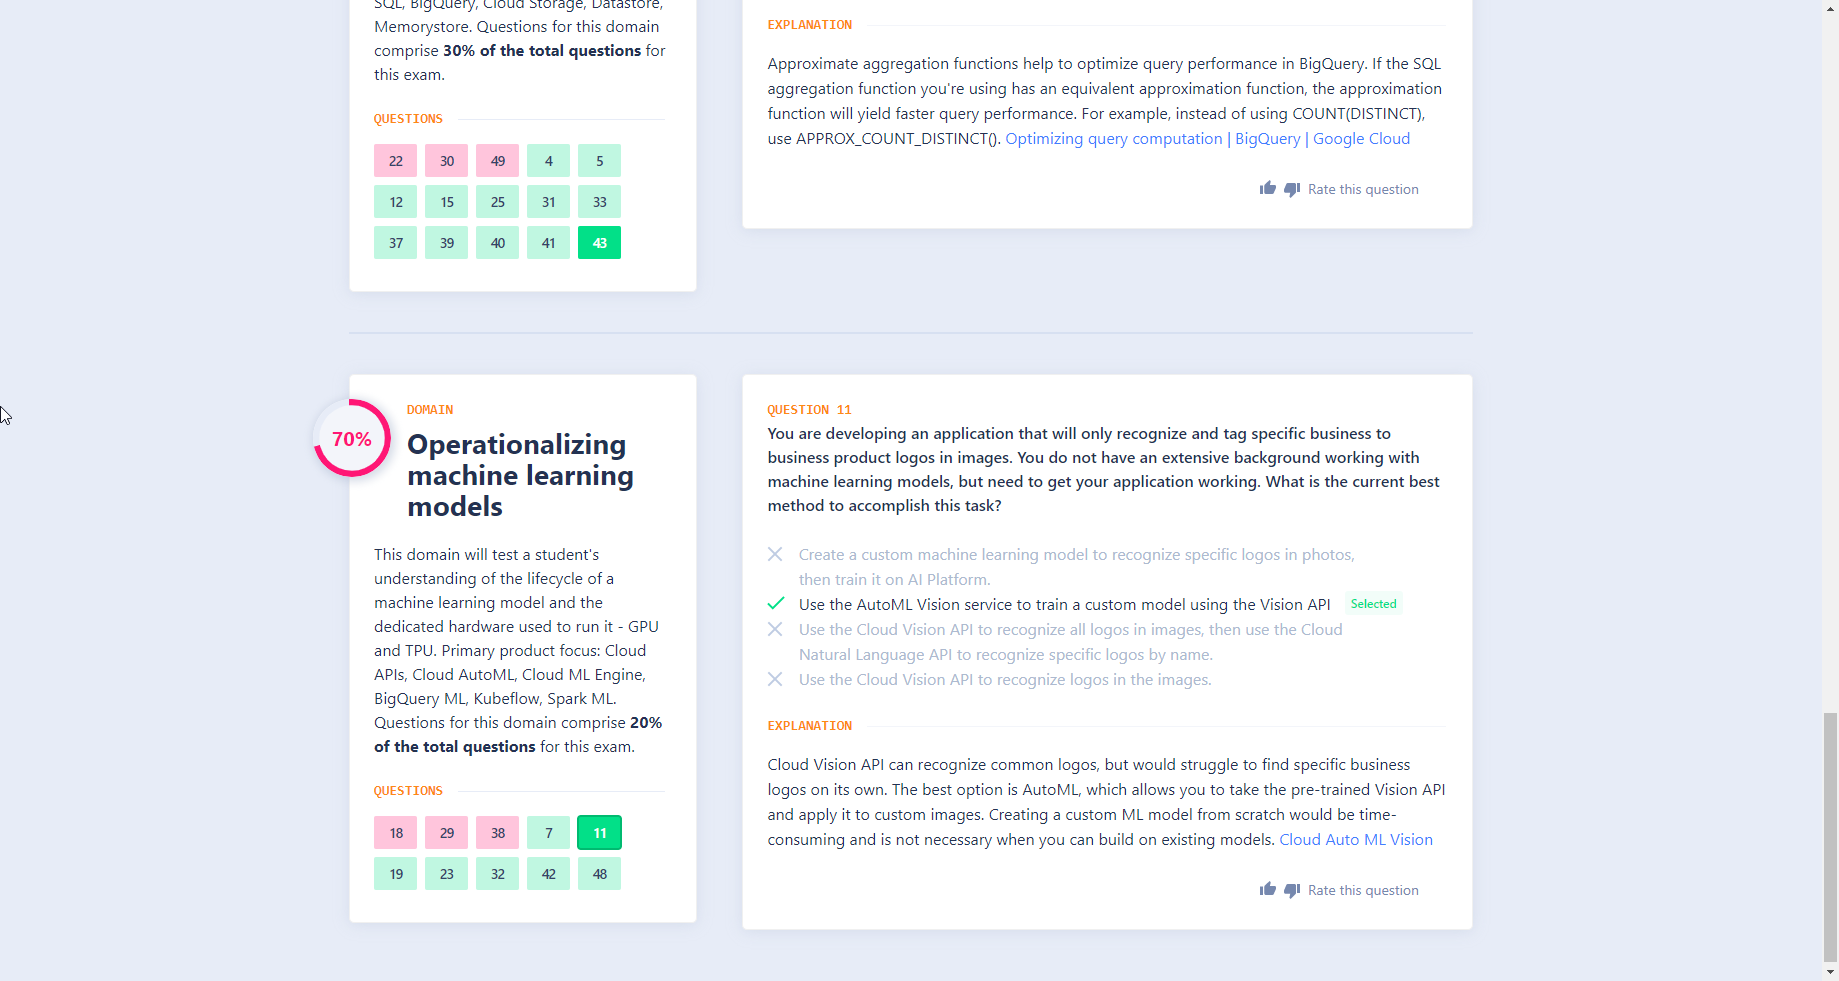 SQL, BigQuery, Cloud Storage, Datastore,
Memorystore. Questions for this domain
comprise 30% of the total questions for
this exam.
QUESTIONS
22 30 49 4 5
12 15 25 31 33
37 39 40 41 43
EXPLANATION
Approximate aggregation functions help to optimize query performance in BigQuery. If the SQL
aggregation function you're using has an equivalent approximation function, the approximation
function will yield faster query performance. For example, instead of using COUNT(DISTINCT),
use APPROX_COUNT_DISTINCT(). Optimizing query computation | BigQuery | Google Cloud
Rate this question
70%
DOMAIN
Operationalizing
machine learning
models
This domain will test a student's
understanding of the lifecycle of a
machine learning model and the
dedicated hardware used to run it - GPU
and TPU. Primary product focus: Cloud
APIs, Cloud AutoML, Cloud ML Engine,
BigQuery ML, Kubeflow, Spark ML.
Questions for this domain comprise 20%
of the total questions for this exam.
QUESTIONS
18 29 38 7 11
19 23 32 42 48
QUESTION 11
You are developing an application that will only recognize and tag specific business to
business product logos in images. You do not have an extensive background working with
machine learning models, but need to get your application working. What is the current best
method to accomplish this task?
Create a custom machine learning model to recognize specific logos in photos,
then train it on AI Platform.
Use the AutoML Vision service to train a custom model using the Vision API Selected
Use the Cloud Vision API to recognize all logos in images, then use the Cloud
Natural Language API to recognize specific logos by name.
Use the Cloud Vision API to recognize logos in the images.
EXPLANATION
Cloud Vision API can recognize common logos, but would struggle to find specific business
logos on its own. The best option is AutoML, which allows you to take the pre-trained Vision API
and apply it to custom images. Creating a custom ML model from scratch would be time-
consuming and is not necessary when you can build on existing models. Cloud Auto ML Vision
Rate this question